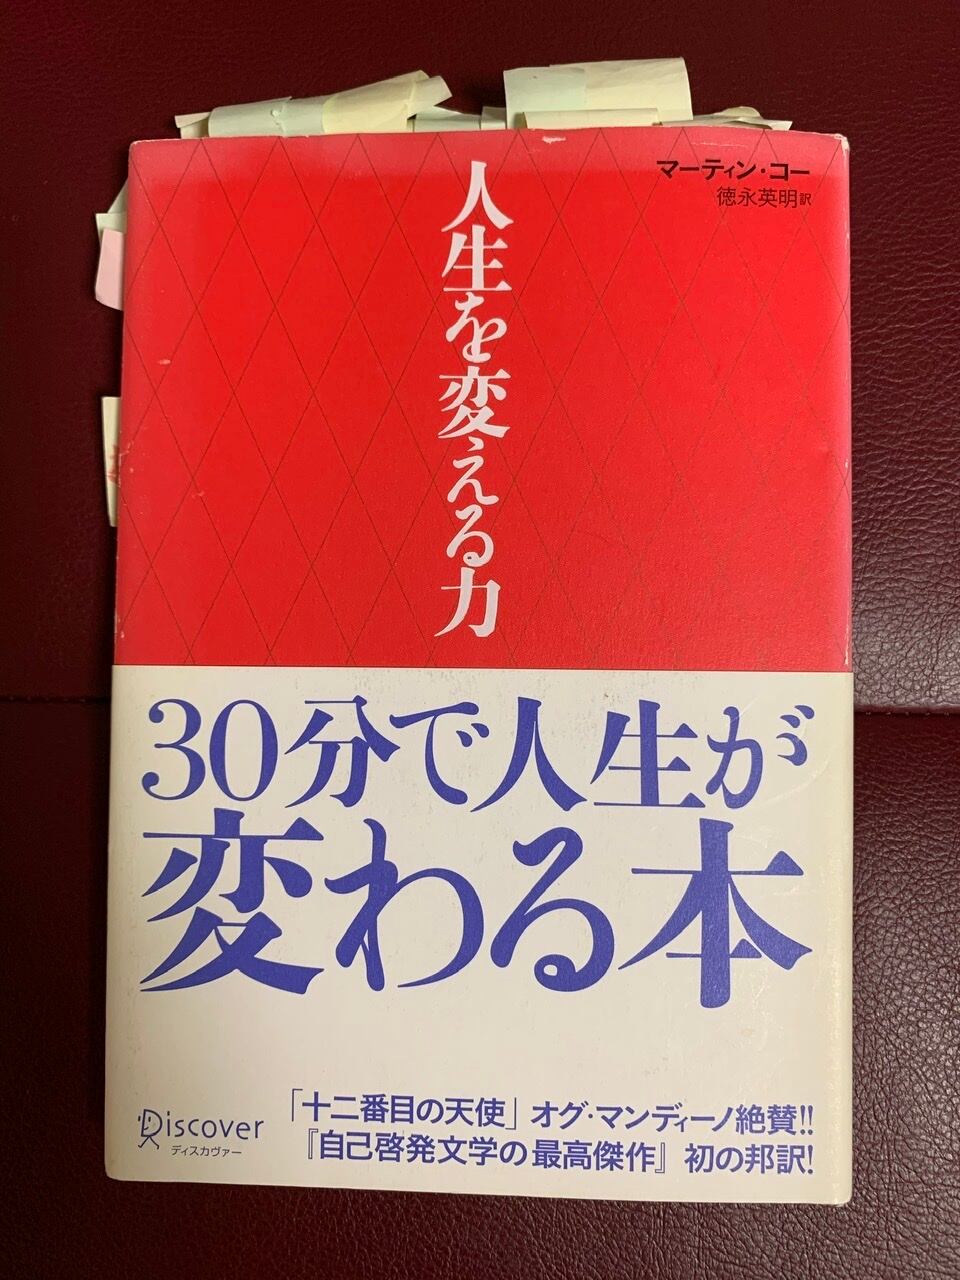 マーティン・コー
徳永英明訳
人生を変える力
30分で人生が
変わる本
「十二番目の天使」オグ・マンディーノ絶賛!!
『自己啓発文学の最高傑作』初の邦訳!
Discover
ディスカヴァー